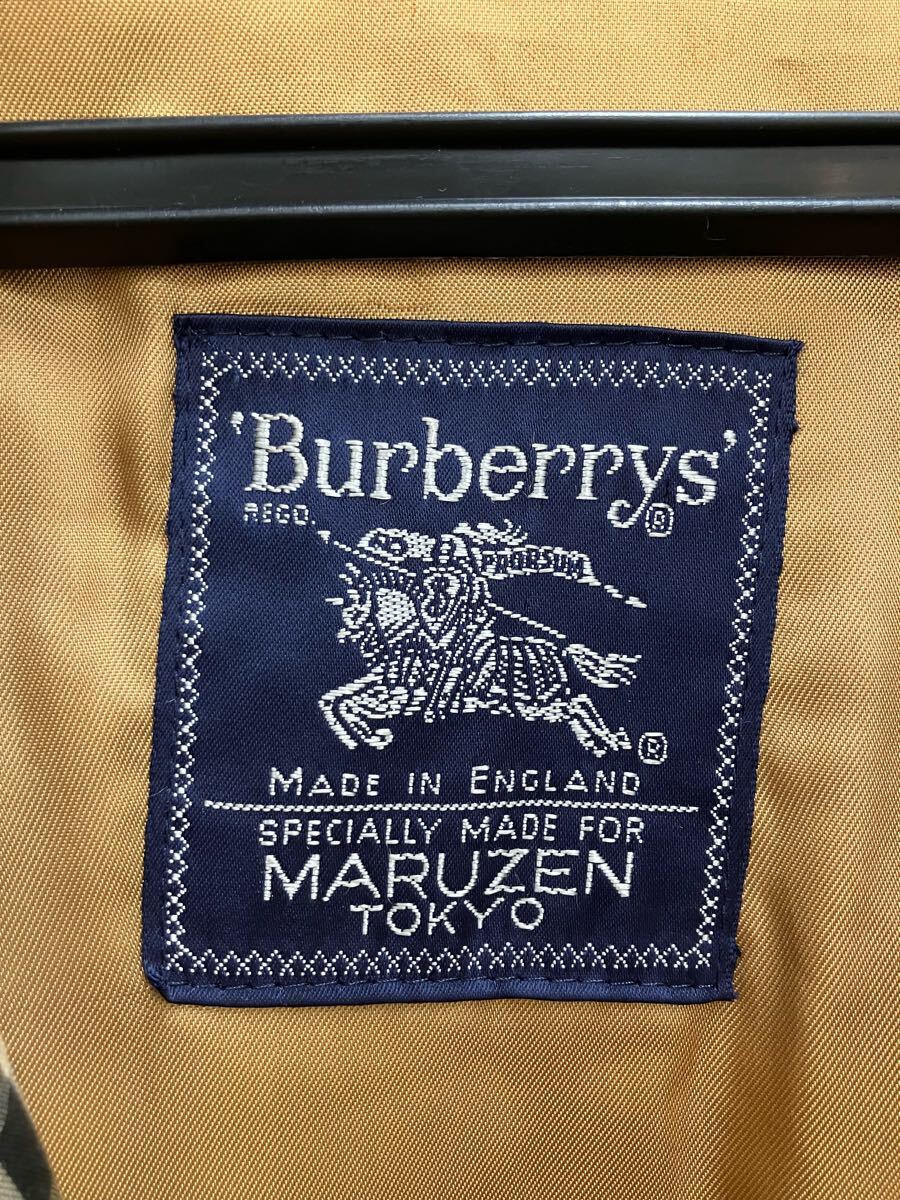 'Burberrys'
REGD. ®
PRORSUM
®
MADE IN ENGLAND
SPECIALLY MADE FOR
MARUZEN
TOKYO